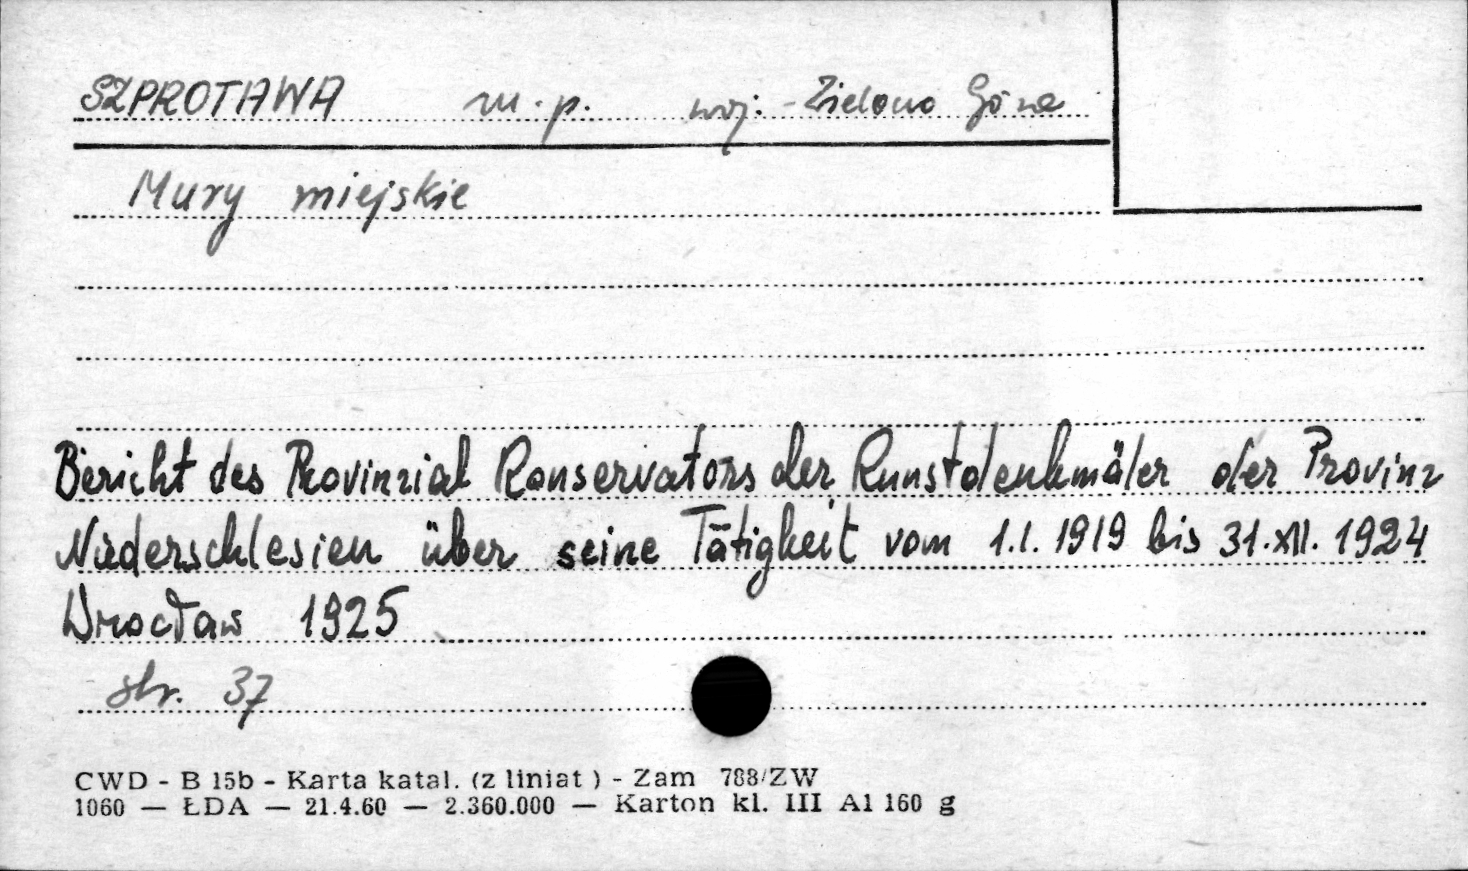 SZPROTAWA m.p. woj. Zielona Góra
Mury miejskie
Bericht des Provinzial Konservators der Kunstdenkmäler der Provinz
Niederschlesien über seine Tätigkeit vom 1.I. 1919 bis 31.XII. 1924
Wrocław 1925
str. 37
CWD - B 15b - Karta katal. (z liniat ) - Zam 788/ZW
1060 — ŁDA — 21.4.60 — 2.360.000 — Karton kl. III A1 160 g